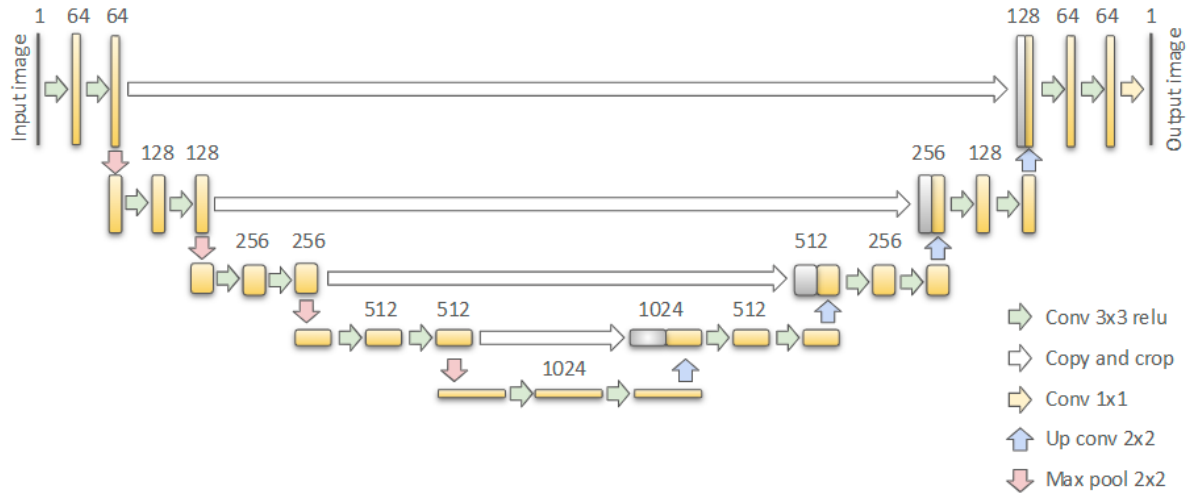 1 64 64 128 64 64 1
Input image
Output image
128 128 256 128
256 256 512 256
512 512 1024 512
1024
Conv 3x3 relu
Copy and crop
Conv 1x1
Up conv 2x2
Max pool 2x2